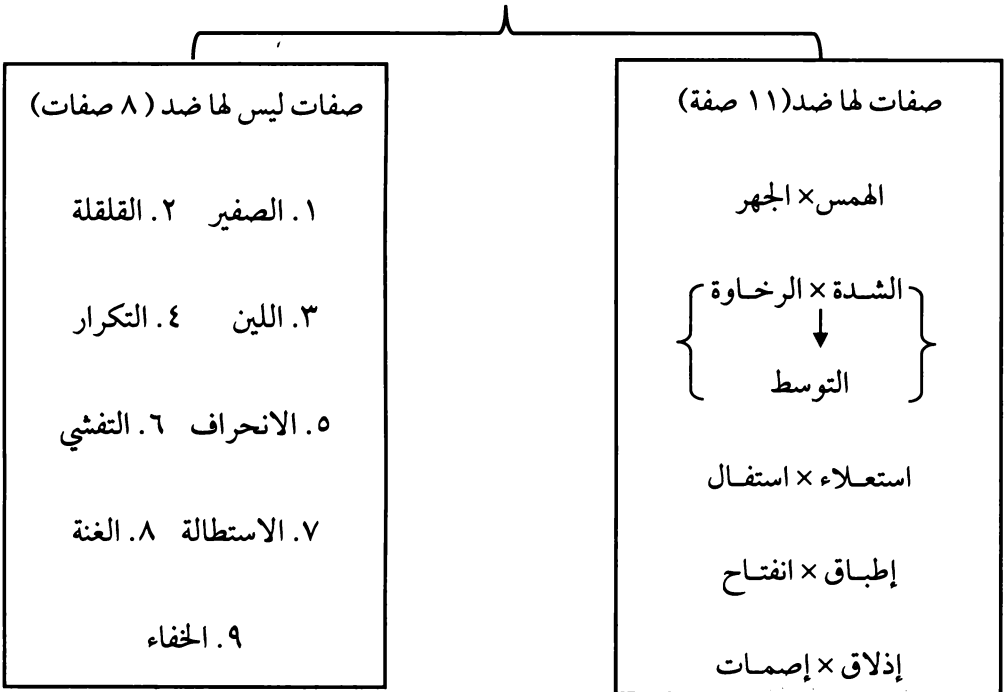 صفات لها ضد(١١ صفة)
الهمس× الجهر
الشدة × الرخاوة
التوسط
استعلاء × استفال
إطباق × انفتاح
إذلاق × إصمات
صفات ليس لها ضد ( ٨ صفات)
١. الصفير ٢. القلقلة
٣. اللين ٤. التكرار
٥. الانحراف ٦. التفشي
٧. الاستطالة ٨. الغنة
٩. الخفاء